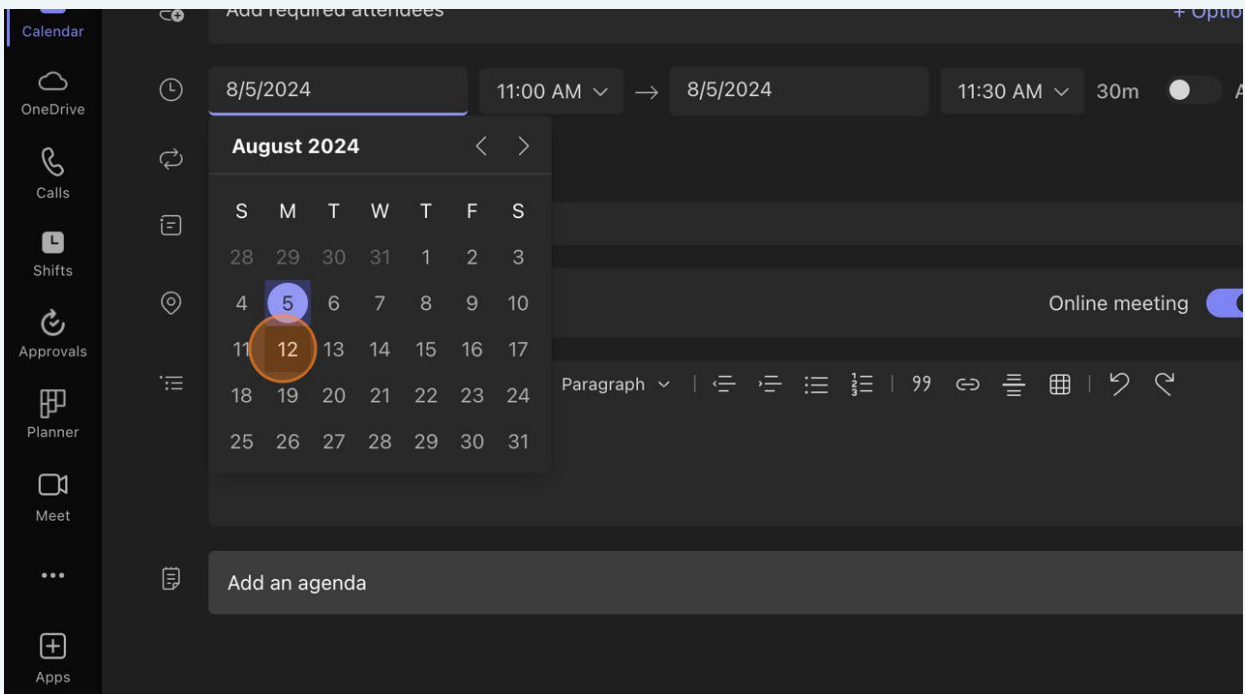 Calendar
OneDrive
Calls
Shifts
Approvals
Planner
Meet
Apps
Add required attendees
8/5/2024 11:00 AM → 8/5/2024 11:30 AM 30m
August 2024
S M T W T F S
28 29 30 31 1 2 3
4 5 6 7 8 9 10
11 12 13 14 15 16 17
18 19 20 21 22 23 24
25 26 27 28 29 30 31
Online meeting
Paragraph
Add an agenda